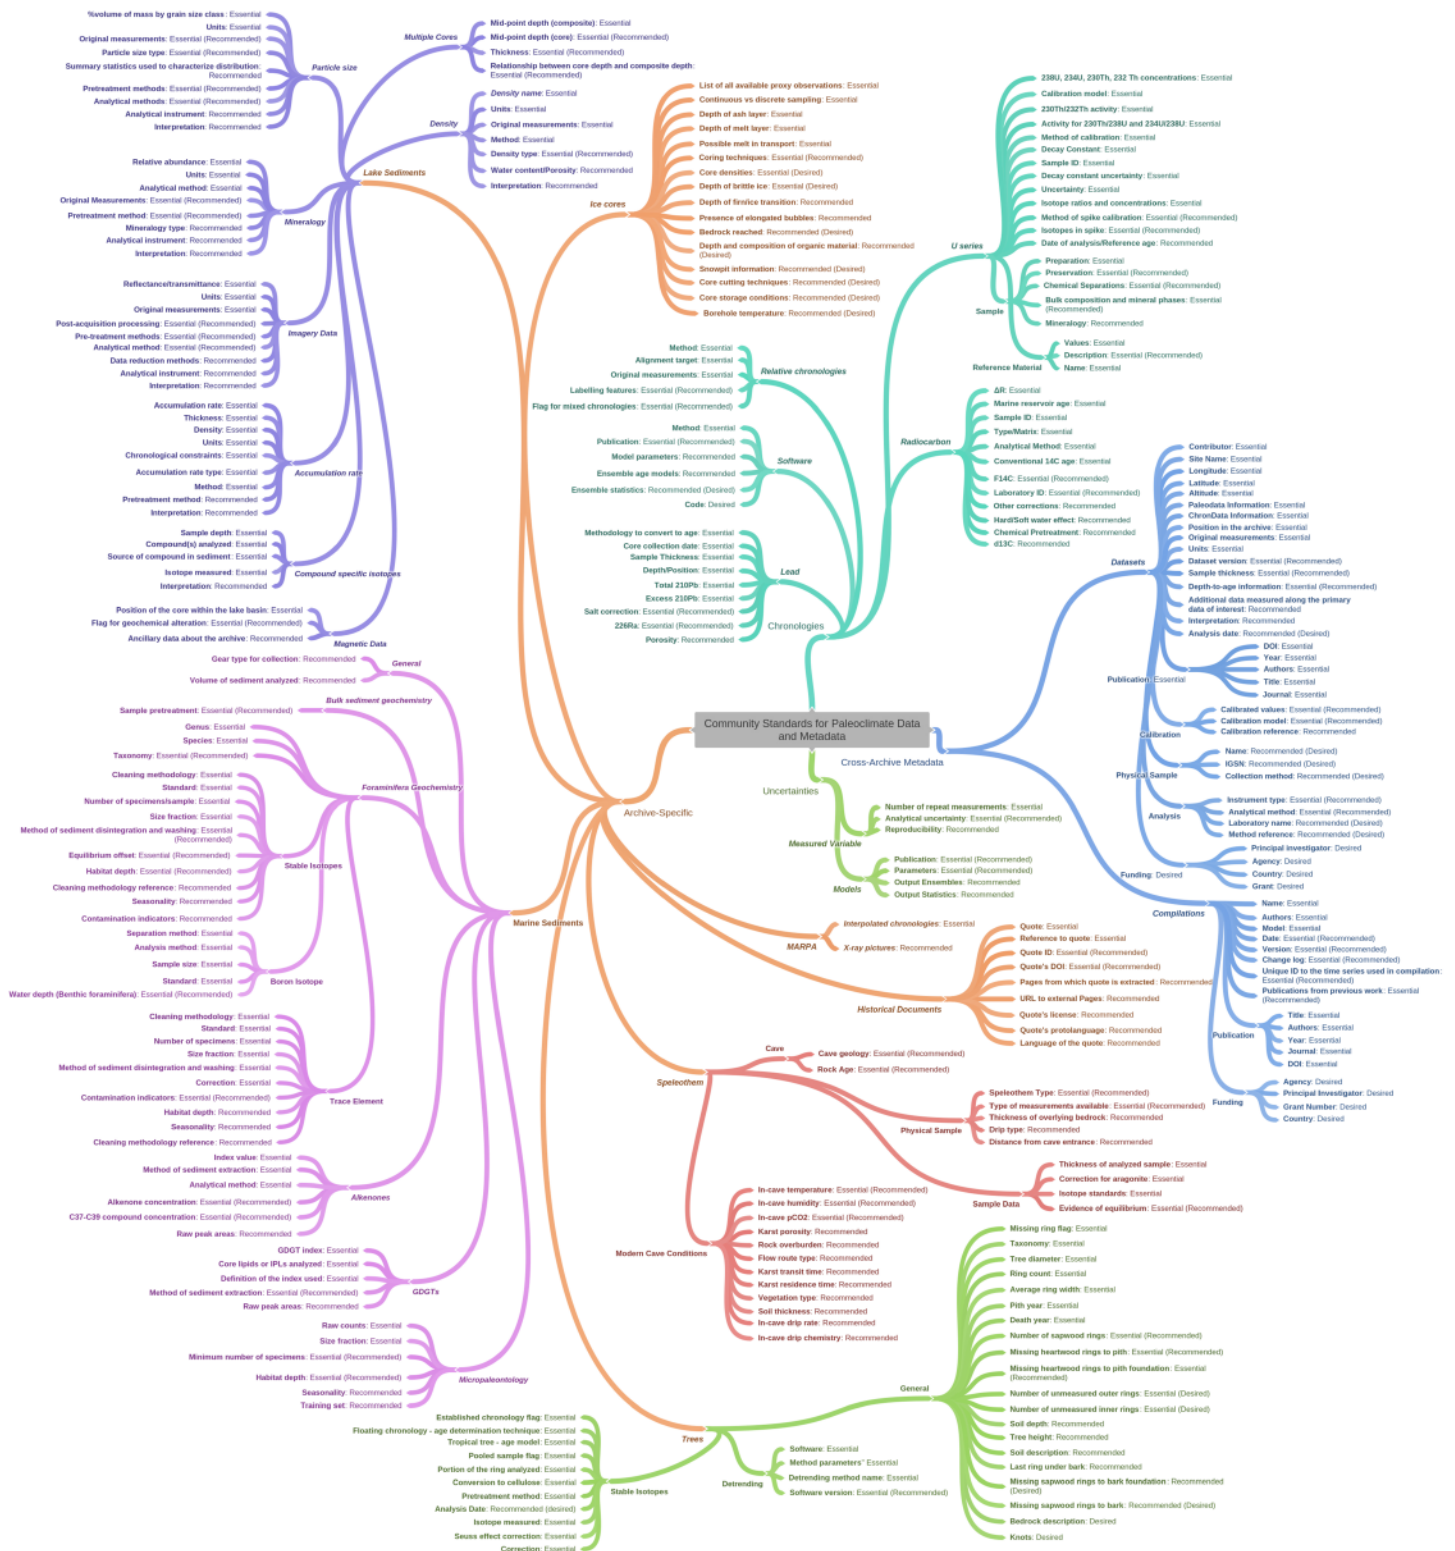 %volume of mass by grain size class: Essential
Units: Essential
Original measurements: Essential (Recommended)
Particle size type: Essential (Recommended)
Summary statistics used to characterize distribution:
Recommended
Pretreatment methods: Essential (Recommended)
Analytical methods: Essential (Recommended)
Analytical instrument: Recommended
Interpretation: Recommended
Particle size
Multiple Cores
Mid-point depth (composite): Essential
Mid-point depth (core): Essential (Recommended)
Thickness: Essential (Recommended)
Relationship between core depth and composite depth:
Essential (Recommended)
Density
Density name: Essential
Units: Essential
Original measurements: Essential
Method: Essential
Density type: Essential (Recommended)
Water content/Porosity: Recommended
Interpretation: Recommended
Lake Sediments
Relative abundance: Essential
Units: Essential
Analytical method: Essential
Original Measurements: Essential (Recommended)
Pretreatment method: Essential (Recommended)
Mineralogy type: Recommended
Analytical instrument: Recommended
Interpretation: Recommended
Mineralogy
Reflectance/transmittance: Essential
Units: Essential
Original measurements: Essential
Post-acquisition processing: Essential (Recommended)
Pre-treatment methods: Essential (Recommended)
Analytical method: Essential (Recommended)
Data reduction methods: Recommended
Analytical instrument: Recommended
Interpretation: Recommended
Imagery Data
Accumulation rate: Essential
Thickness: Essential
Density: Essential
Units: Essential
Chronological constraints: Essential
Accumulation rate type: Essential
Method: Essential
Pretreatment method: Recommended
Interpretation: Recommended
Accumulation rate
Sample depth: Essential
Compound(s) analyzed: Essential
Source of compound in sediment: Essential
Isotope measured: Essential
Interpretation: Recommended
Compound specific isotopes
Position of the core within the lake basin: Essential
Flag for geochemical alteration: Essential (Recommended)
Ancillary data about the archive: Recommended
Magnetic Data
Ice cores
List of all available proxy observations: Essential
Continuous vs discrete sampling: Essential
Depth of ash layer: Essential
Depth of melt layer: Essential
Possible melt in transport: Essential
Coring techniques: Essential (Recommended)
Core densities: Essential (Desired)
Depth of brittle ice: Essential (Desired)
Depth of firn/ice transition: Recommended
Presence of elongated bubbles: Recommended
Bedrock reached: Recommended (Desired)
Depth and composition of organic material: Recommended
(Desired)
Snowpit information: Recommended (Desired)
Core cutting techniques: Recommended (Desired)
Core storage conditions: Recommended (Desired)
Borehole temperature: Recommended (Desired)
U series
238U, 234U, 230Th, 232 Th concentrations: Essential
Calibration model: Essential
230Th/232Th activity: Essential
Activity for 230Th/238U and 234U/238U: Essential
Method of calibration: Essential
Decay Constant: Essential
Sample ID: Essential
Decay constant uncertainty: Essential
Uncertainty: Essential
Isotope ratios and concentrations: Essential
Method of spike calibration: Essential (Recommended)
Isotopes in spike: Essential (Recommended)
Date of analysis/Reference age: Recommended
Sample
Preparation: Essential
Preservation: Essential (Recommended)
Chemical Separations: Essential (Recommended)
Bulk composition and mineral phases: Essential
(Recommended)
Mineralogy: Recommended
Reference Material
Values: Essential
Description: Essential (Recommended)
Name: Essential
Method: Essential
Alignment target: Essential
Original measurements: Essential
Labelling features: Essential (Recommended)
Flag for mixed chronologies: Essential (Recommended)
Relative chronologies
Method: Essential
Publication: Essential (Recommended)
Model parameters: Recommended
Ensemble age models: Recommended
Ensemble statistics: Recommended (Desired)
Code: Desired
Software
Methodology to convert to age: Essential
Core collection date: Essential
Sample Thickness: Essential
Depth/Position: Essential
Total 210Pb: Essential
Excess 210Pb: Essential
Salt correction: Essential (Recommended)
226Ra: Essential (Recommended)
Porosity: Recommended
Lead
Chronologies
Radiocarbon
ΔR: Essential
Marine reservoir age: Essential
Sample ID: Essential
Type/Matrix: Essential
Analytical Method: Essential
Conventional 14C age: Essential
F14C: Essential (Recommended)
Laboratory ID: Essential (Recommended)
Other corrections: Recommended
Hard/Soft water effect: Recommended
Chemical Pretreatment: Recommended
d13C: Recommended
Datasets
Contributor: Essential
Site Name: Essential
Longitude: Essential
Latitude: Essential
Altitude: Essential
Paleodata Information: Essential
ChronData Information: Essential
Position in the archive: Essential
Original measurements: Essential
Units: Essential
Dataset version: Essential (Recommended)
Sample thickness: Essential (Recommended)
Depth-to-age information: Essential (Recommended)
Additional data measured along the primary
data of interest: Recommended
Interpretation: Recommended
Analysis date: Recommended (Desired)
Publication: Essential
DOI: Essential
Year: Essential
Authors: Essential
Title: Essential
Journal: Essential
Calibration
Calibrated values: Essential (Recommended)
Calibration model: Essential (Recommended)
Calibration reference: Recommended
Physical Sample
Name: Recommended (Desired)
IGSN: Recommended (Desired)
Collection method: Recommended (Desired)
Analysis
Instrument type: Essential (Recommended)
Analytical method: Essential (Recommended)
Laboratory name: Recommended (Desired)
Method reference: Recommended (Desired)
Funding: Desired
Principal investigator: Desired
Agency: Desired
Country: Desired
Grant: Desired
Community Standards for Paleoclimate Data
and Metadata
Cross-Archive Metadata
Uncertainties
Archive-Specific
Measured Variable
Number of repeat measurements: Essential
Analytical uncertainty: Essential (Recommended)
Reproducibility: Recommended
Models
Publication: Essential (Recommended)
Parameters: Essential (Recommended)
Output Ensembles: Recommended
Output Statistics: Recommended
Compilations
Name: Essential
Authors: Essential
Model: Essential
Date: Essential (Recommended)
Version: Essential (Recommended)
Change log: Essential (Recommended)
Unique ID to the time series used in compilation:
Essential (Recommended)
Publications from previous work: Essential
(Recommended)
Publication
Title: Essential
Authors: Essential
Year: Essential
Journal: Essential
DOI: Essential
Funding
Agency: Desired
Principal Investigator: Desired
Grant Number: Desired
Country: Desired
Gear type for collection: Recommended
Volume of sediment analyzed: Recommended
General
Bulk sediment geochemistry
Sample pretreatment: Essential (Recommended)
Genus: Essential
Species: Essential
Taxonomy: Essential (Recommended)
Foraminifera Geochemistry
Cleaning methodology: Essential
Standard: Essential
Number of specimens/sample: Essential
Size fraction: Essential
Method of sediment disintegration and washing: Essential
(Recommended)
Equilibrium offset: Essential (Recommended)
Habitat depth: Essential (Recommended)
Cleaning methodology reference: Recommended
Seasonality: Recommended
Contamination indicators: Recommended
Stable Isotopes
Separation method: Essential
Analysis method: Essential
Sample size: Essential
Standard: Essential
Water depth (Benthic foraminifera): Essential (Recommended)
Boron Isotope
Marine Sediments
Cleaning methodology: Essential
Standard: Essential
Number of specimens: Essential
Size fraction: Essential
Method of sediment disintegration and washing: Essential
Correction: Essential
Contamination indicators: Essential (Recommended)
Habitat depth: Recommended
Seasonality: Recommended
Cleaning methodology reference: Recommended
Trace Element
Index value: Essential
Method of sediment extraction: Essential
Analytical method: Essential
Alkenone concentration: Essential (Recommended)
C37-C39 compound concentration: Essential (Recommended)
Raw peak areas: Recommended
Alkenones
GDGT index: Essential
Core lipids or IPLs analyzed: Essential
Definition of the index used: Essential
Method of sediment extraction: Essential (Recommended)
Raw peak areas: Recommended
GDGTs
Raw counts: Essential
Size fraction: Essential
Minimum number of specimens: Essential (Recommended)
Habitat depth: Essential (Recommended)
Seasonality: Recommended
Training set: Recommended
Micropaleontology
MARPA
Interpolated chronologies: Essential
X-ray pictures: Recommended
Historical Documents
Quote: Essential
Reference to quote: Essential
Quote ID: Essential (Recommended)
Quote's DOI: Essential (Recommended)
Pages from which quote is extracted: Recommended
URL to external Pages: Recommended
Quote's license: Recommended
Quote's protolanguage: Recommended
Language of the quote: Recommended
Speleothem
Cave
Cave geology: Essential (Recommended)
Rock Age: Essential (Recommended)
Physical Sample
Speleothem Type: Essential (Recommended)
Type of measurements available: Essential (Recommended)
Thickness of overlying bedrock: Recommended
Drip type: Recommended
Distance from cave entrance: Recommended
Sample Data
Thickness of analyzed sample: Essential
Correction for aragonite: Essential
Isotope standards: Essential
Evidence of equilibrium: Essential (Recommended)
Modern Cave Conditions
In-cave temperature: Essential (Recommended)
In-cave humidity: Essential (Recommended)
In-cave pCO2: Essential (Recommended)
Karst porosity: Recommended
Rock overburden: Recommended
Flow route type: Recommended
Karst transit time: Recommended
Karst residence time: Recommended
Vegetation type: Recommended
Soil thickness: Recommended
In-cave drip rate: Recommended
In-cave drip chemistry: Recommended
Trees
General
Missing ring flag: Essential
Taxonomy: Essential
Tree diameter: Essential
Ring count: Essential
Average ring width: Essential
Pith year: Essential
Death year: Essential
Number of sapwood rings: Essential (Recommended)
Missing heartwood rings to pith: Essential (Recommended)
Missing heartwood rings to pith foundation: Essential
(Recommended)
Number of unmeasured outer rings: Essential (Desired)
Number of unmeasured inner rings: Essential (Desired)
Soil depth: Recommended
Tree height: Recommended
Soil description: Recommended
Last ring under bark: Recommended
Missing sapwood rings to bark foundation: Recommended
(Desired)
Missing sapwood rings to bark: Recommended (Desired)
Bedrock description: Desired
Knots: Desired
Detrending
Software: Essential
Method parameters" Essential
Detrending method name: Essential
Software version: Essential (Recommended)
Established chronology flag: Essential
Floating chronology - age determination technique: Essential
Tropical tree - age model: Essential
Pooled sample flag: Essential
Portion of the ring analyzed: Essential
Conversion to cellulose: Essential
Pretreatment method: Essential
Analysis Date: Recommended (desired)
Isotope measured: Essential
Seuss effect correction: Essential
Correction: Essential
Stable Isotopes